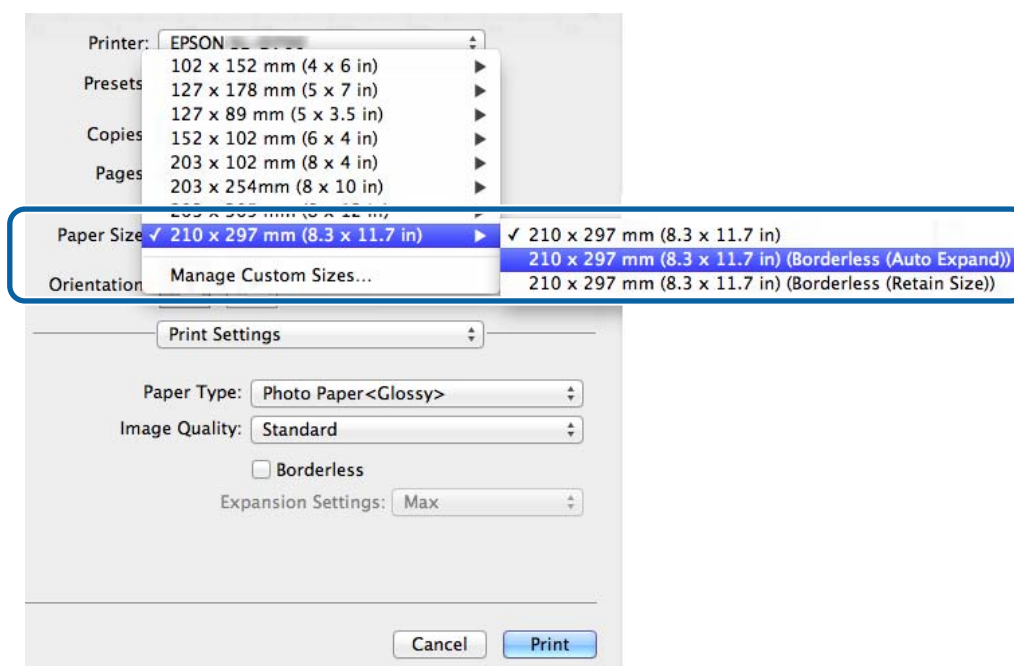 Printer: EPSON
102 x 152 mm (4 x 6 in)
Presets
127 x 178 mm (5 x 7 in)
127 x 89 mm (5 x 3.5 in)
Copies
152 x 102 mm (6 x 4 in)
203 x 102 mm (8 x 4 in)
Pages
203 x 254mm (8 x 10 in)
Paper Size ✓ 210 x 297 mm (8.3 x 11.7 in) ✓ 210 x 297 mm (8.3 x 11.7 in)
210 x 297 mm (8.3 x 11.7 in) (Borderless (Auto Expand))
Manage Custom Sizes...
210 x 297 mm (8.3 x 11.7 in) (Borderless (Retain Size))
Orientation
Print Settings
Paper Type: Photo Paper<Glossy>
Image Quality: Standard
Borderless
Expansion Settings: Max
Cancel Print